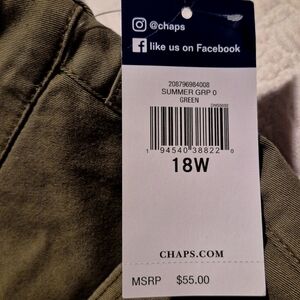 @chaps
like us on Facebook
208796984008
SUMMER GRP 0
GREEN
1 94540 38822 0
18W
CHAPS.COM
MSRP $55.00